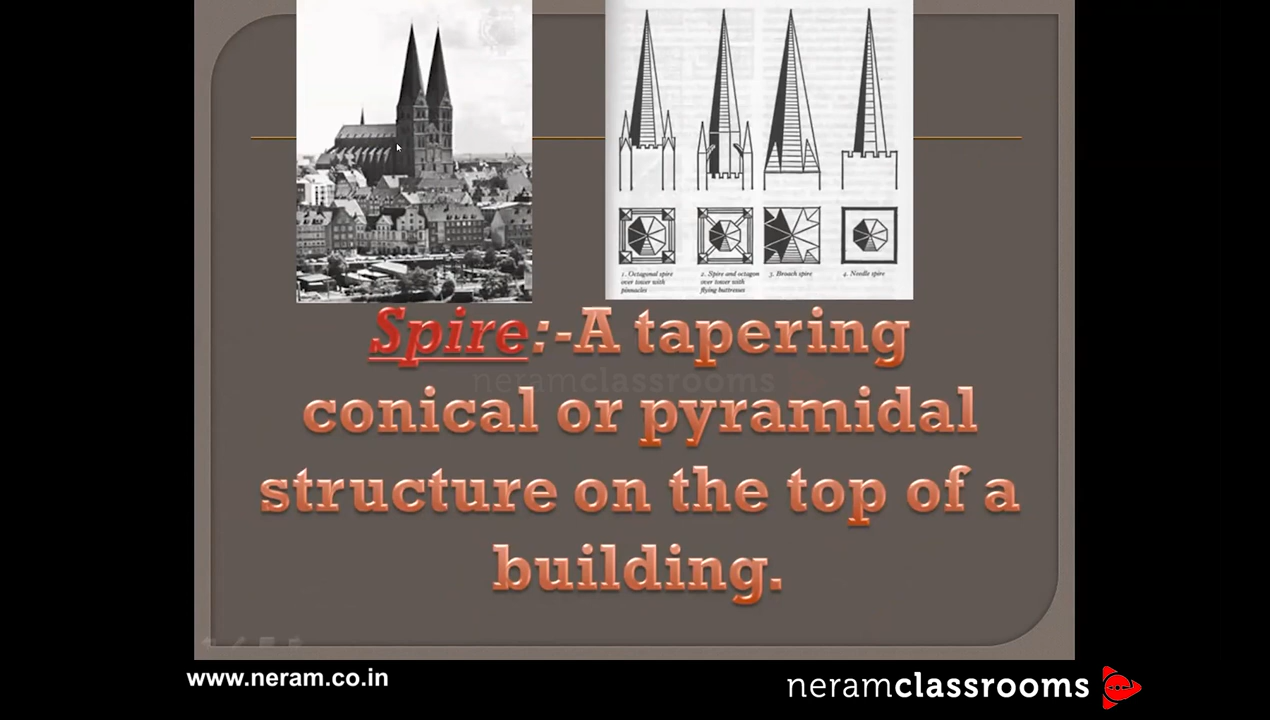 1. Octagonal spire
over tower with
pinnacles
2. Spire and octagon
over tower with
flying buttresses
3. Broach spire
4. Needle spire
Spire:-A tapering
conical or pyramidal
structure on the top of a
building.
neramclassrooms
www.neram.co.in
neramclassrooms